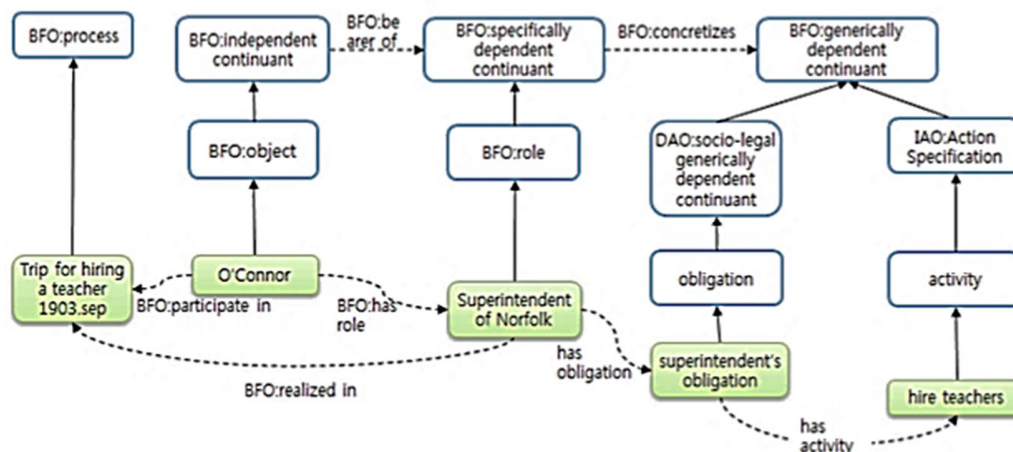 BFO:process
BFO:independent
continuant
BFO:be
arer of
BFO:specifically
dependent
continuant
BFO:concretizes
BFO:generically
dependent
continuant
BFO:object
BFO:role
DAO:socio-legal
generically
dependent
continuant
IAO:Action
Specification
Trip for hiring
a teacher
1903.sep
O'Connor
BFO:participate in
BFO:has
role
Superintendent
of Norfolk
obligation
activity
BFO:realized in
has
obligation
superintendent's
obligation
hire teachers
has
activity